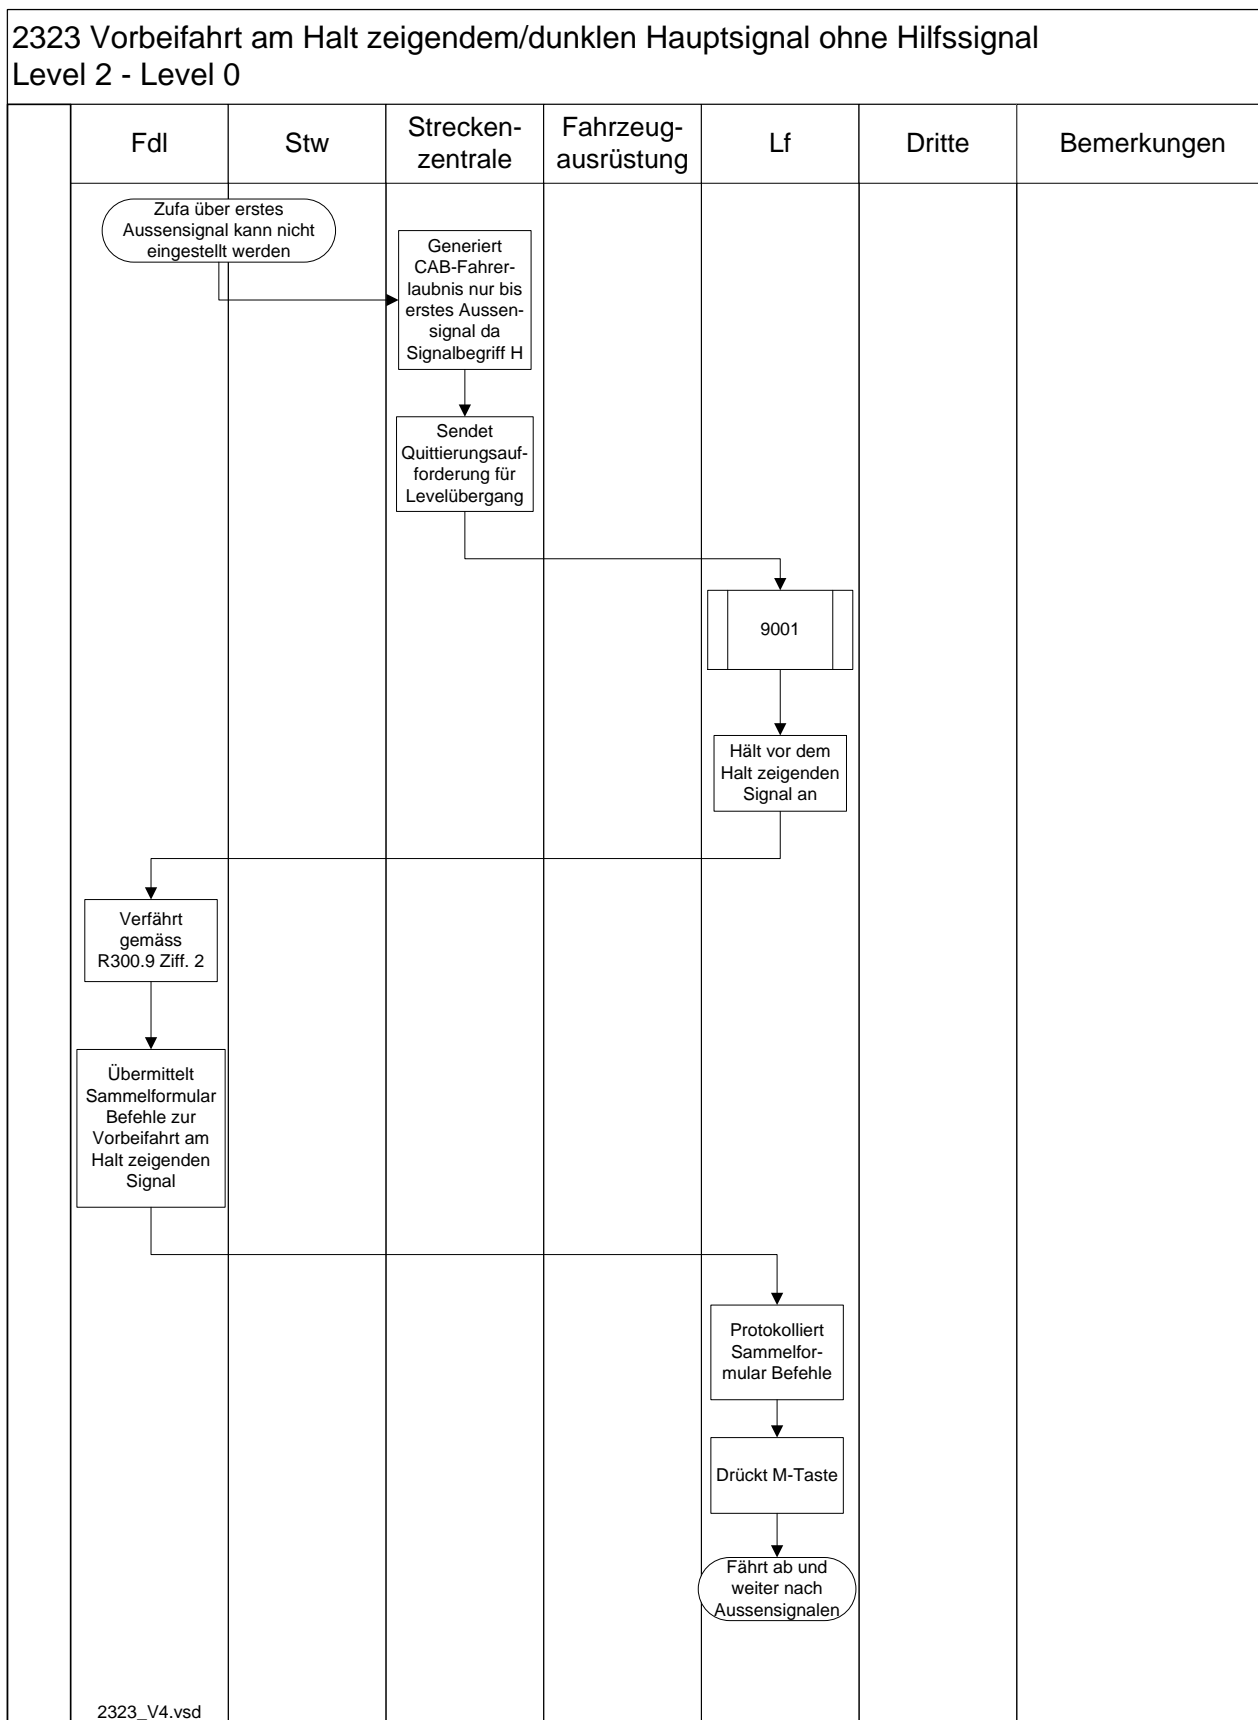 2323 Vorbeifahrt am Halt zeigendem/dunklen Hauptsignal ohne Hilfssignal
Level 2 - Level 0
Fdl
Stw
Strecken-
zentrale
Fahrzeug-
ausrüstung
Lf
Dritte
Bemerkungen
Zufa über erstes
Aussensignal kann nicht
eingestellt werden
Generiert
CAB-Fahrer-
laubnis nur bis
erstes Aussen-
signal da
Signalbegriff H
Sendet
Quittierungsauf-
forderung für
Levelübergang
9001
Hält vor dem
Halt zeigenden
Signal an
Verfährt
gemäss
R300.9 Ziff. 2
Übermittelt
Sammelformular
Befehle zur
Vorbeifahrt am
Halt zeigenden
Signal
Protokolliert
Sammelfor-
mular Befehle
Drückt M-Taste
Fährt ab und
weiter nach
Aussensignalen
2323_V4.vsd